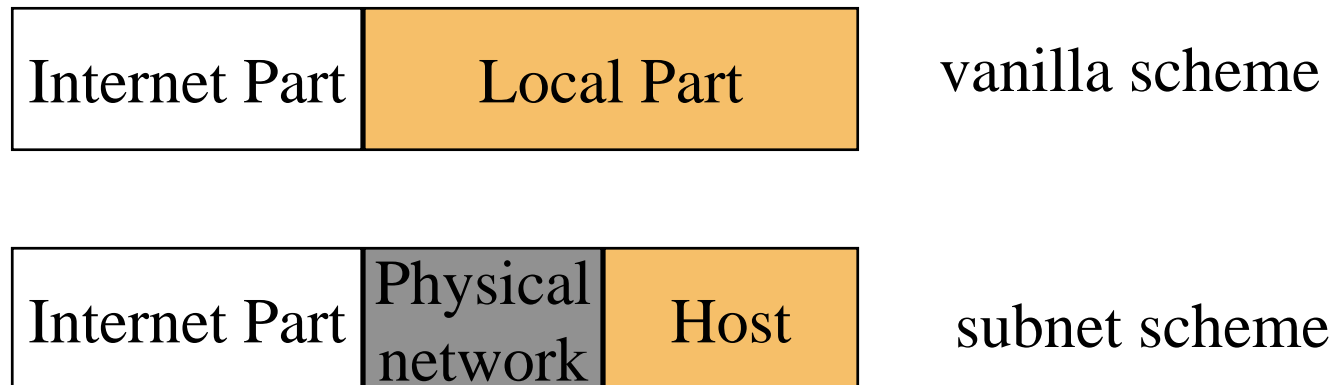 Internet Part Local Part vanilla scheme
Internet Part Physical network Host subnet scheme